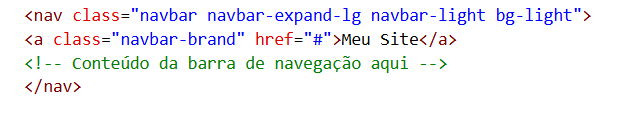 <nav class="navbar navbar-expand-lg navbar-light bg-light">
<a class="navbar-brand" href="#">Meu Site</a>
<!-- Conteúdo da barra de navegação aqui -->
</nav>